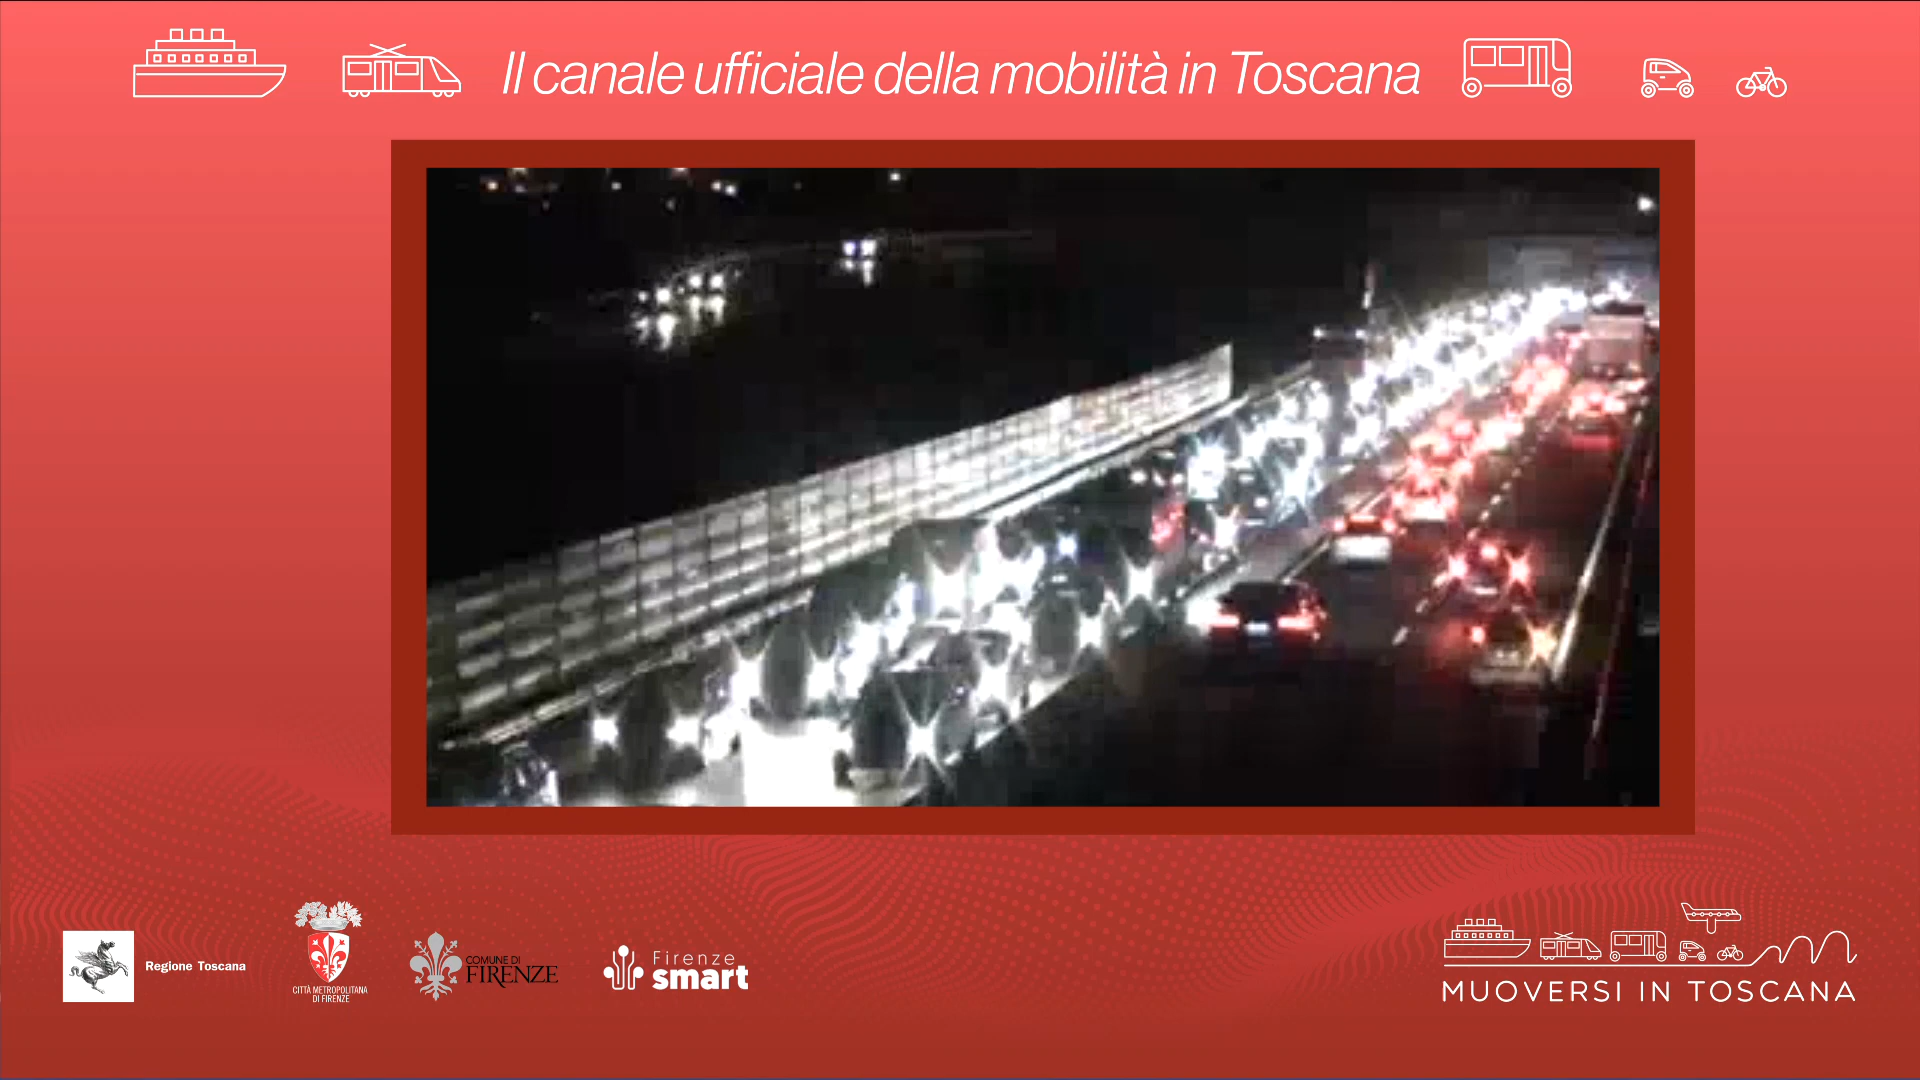 Il canale ufficiale della mobilità in Toscana
Regione Toscana
CITTÀ METROPOLITANA
DI FIRENZE
COMUNE DI
FIRENZE
Firenze
smart
MUOVERSI IN TOSCANA